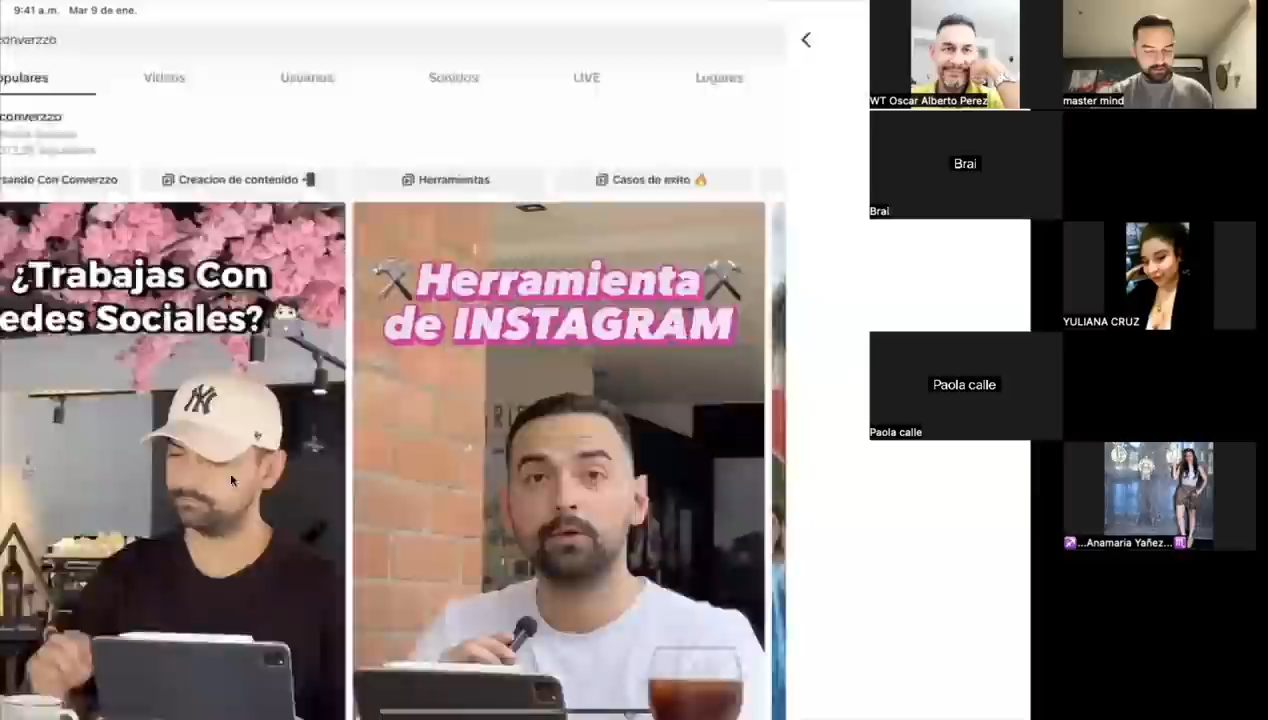 9:41 a.m. Mar 9 de ene.
converzzo
opulares
Videos
Usuarios
Sonidos
LIVE
Lugares
converzzo
rsando Con Converzzo
Creacion de contenido
Herramientas
Casos de exito 🔥
¿Trabajas Con
edes Sociales?
NY
Herramienta
de INSTAGRAM
WT Oscar Alberto Perez
master mind
Brai
Brai
YULIANA CRUZ
Paola calle
Paola calle
♐...Anamaria Yañez...♏